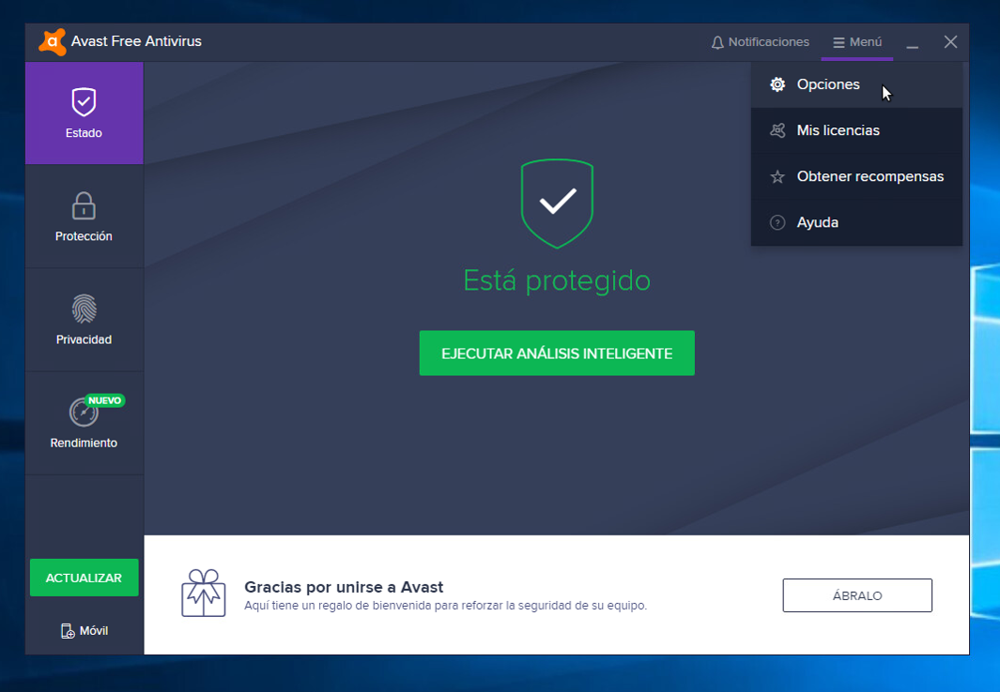 Avast Free Antivirus
Notificaciones
Menú
Opciones
Mis licencias
Obtener recompensas
Ayuda
Estado
Protección
Privacidad
NUEVO
Rendimiento
ACTUALIZAR
Móvil
Está protegido
EJECUTAR ANÁLISIS INTELIGENTE
Gracias por unirse a Avast
Aquí tiene un regalo de bienvenida para reforzar la seguridad de su equipo.
ÁBRALO